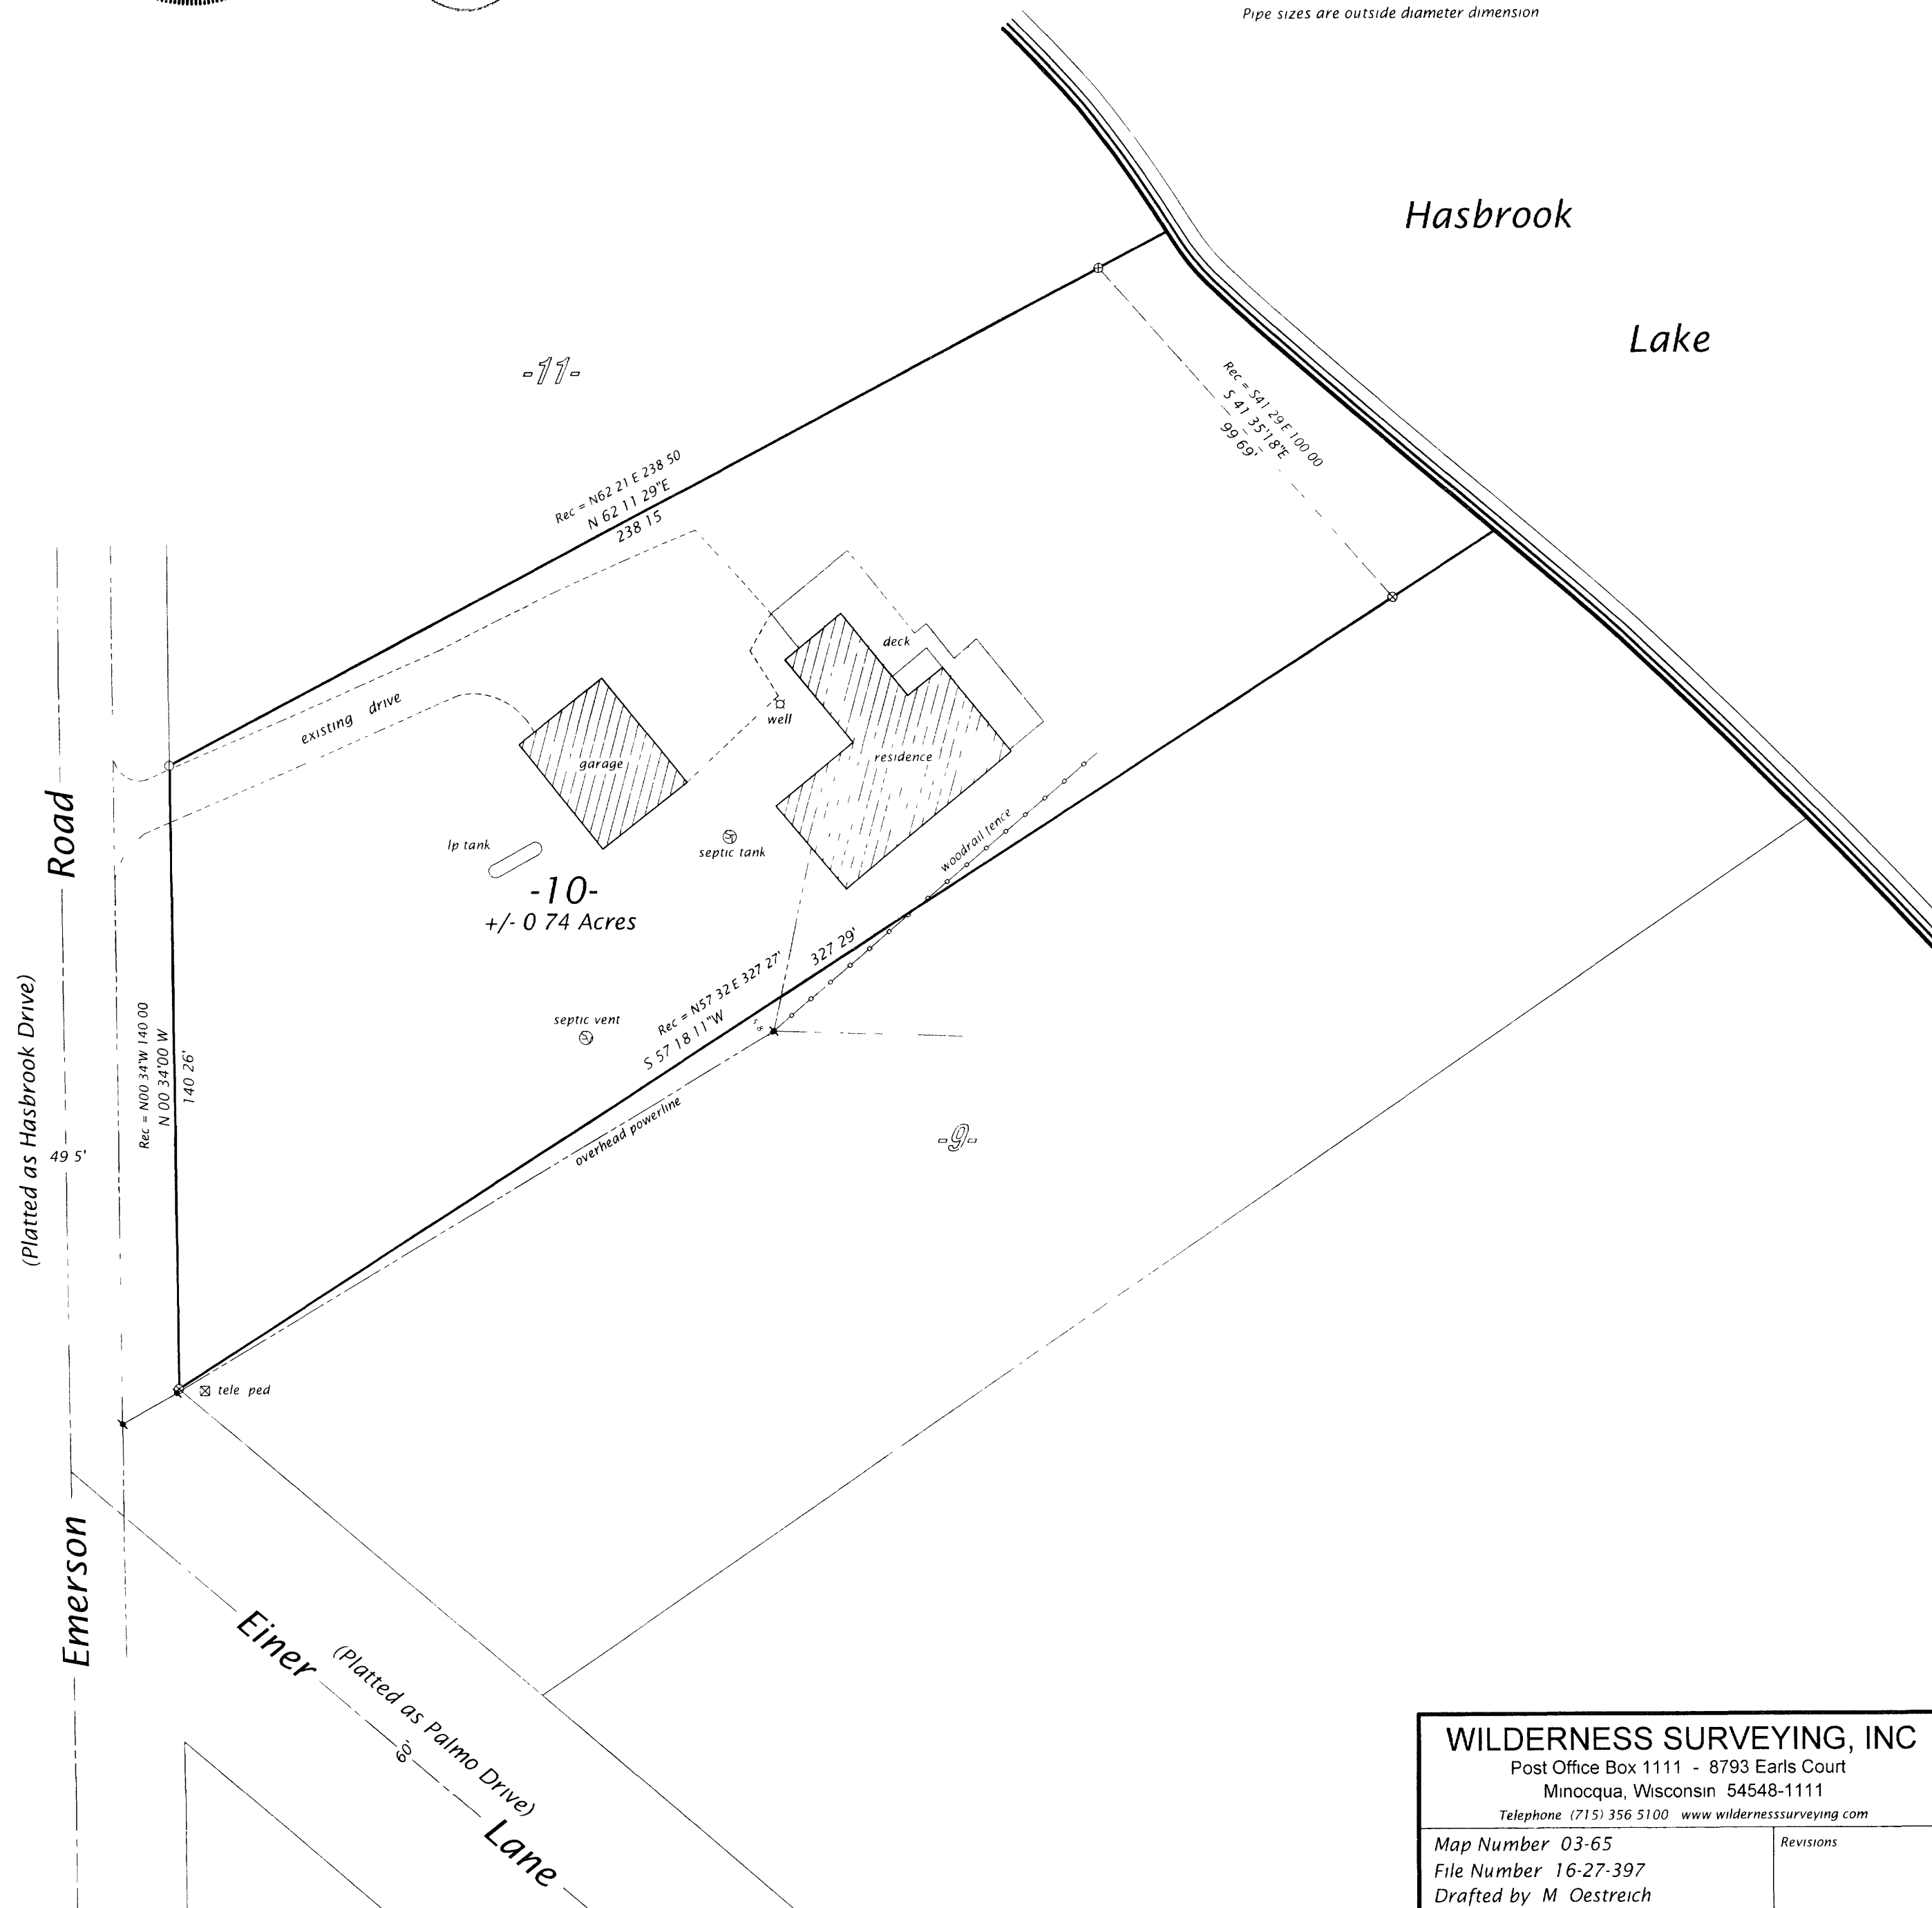 Pipe sizes are outside diameter dimension
Hasbrook
Lake
-11-
Rec = S41 29 E 100 00
S 41 35'18"E
99 69'
Rec = N62 21 E 238 50
N 62 11 29"E
238 15
deck
existing drive
well
garage
residence
Road
lp tank
septic tank
woodrail fence
-10-
+/- 0 74 Acres
Rec = N57 32 E 327 27'
327 29'
S 57 18 11"W
septic vent
Rec = N00 34'W 140 00
N 00 34'00 W
140 26'
(Platted as Hasbrook Drive)
49 5'
overhead powerline
-9-
tele ped
Emerson
Einer
(Platted as Palmo Drive)
60'
Lane
WILDERNESS SURVEYING, INC
Post Office Box 1111 - 8793 Earls Court
Minocqua, Wisconsin 54548-1111
Telephone (715) 356 5100 www wildernesssurveying com
Map Number 03-65
Revisions
File Number 16-27-397
Drafted by M Oestreich